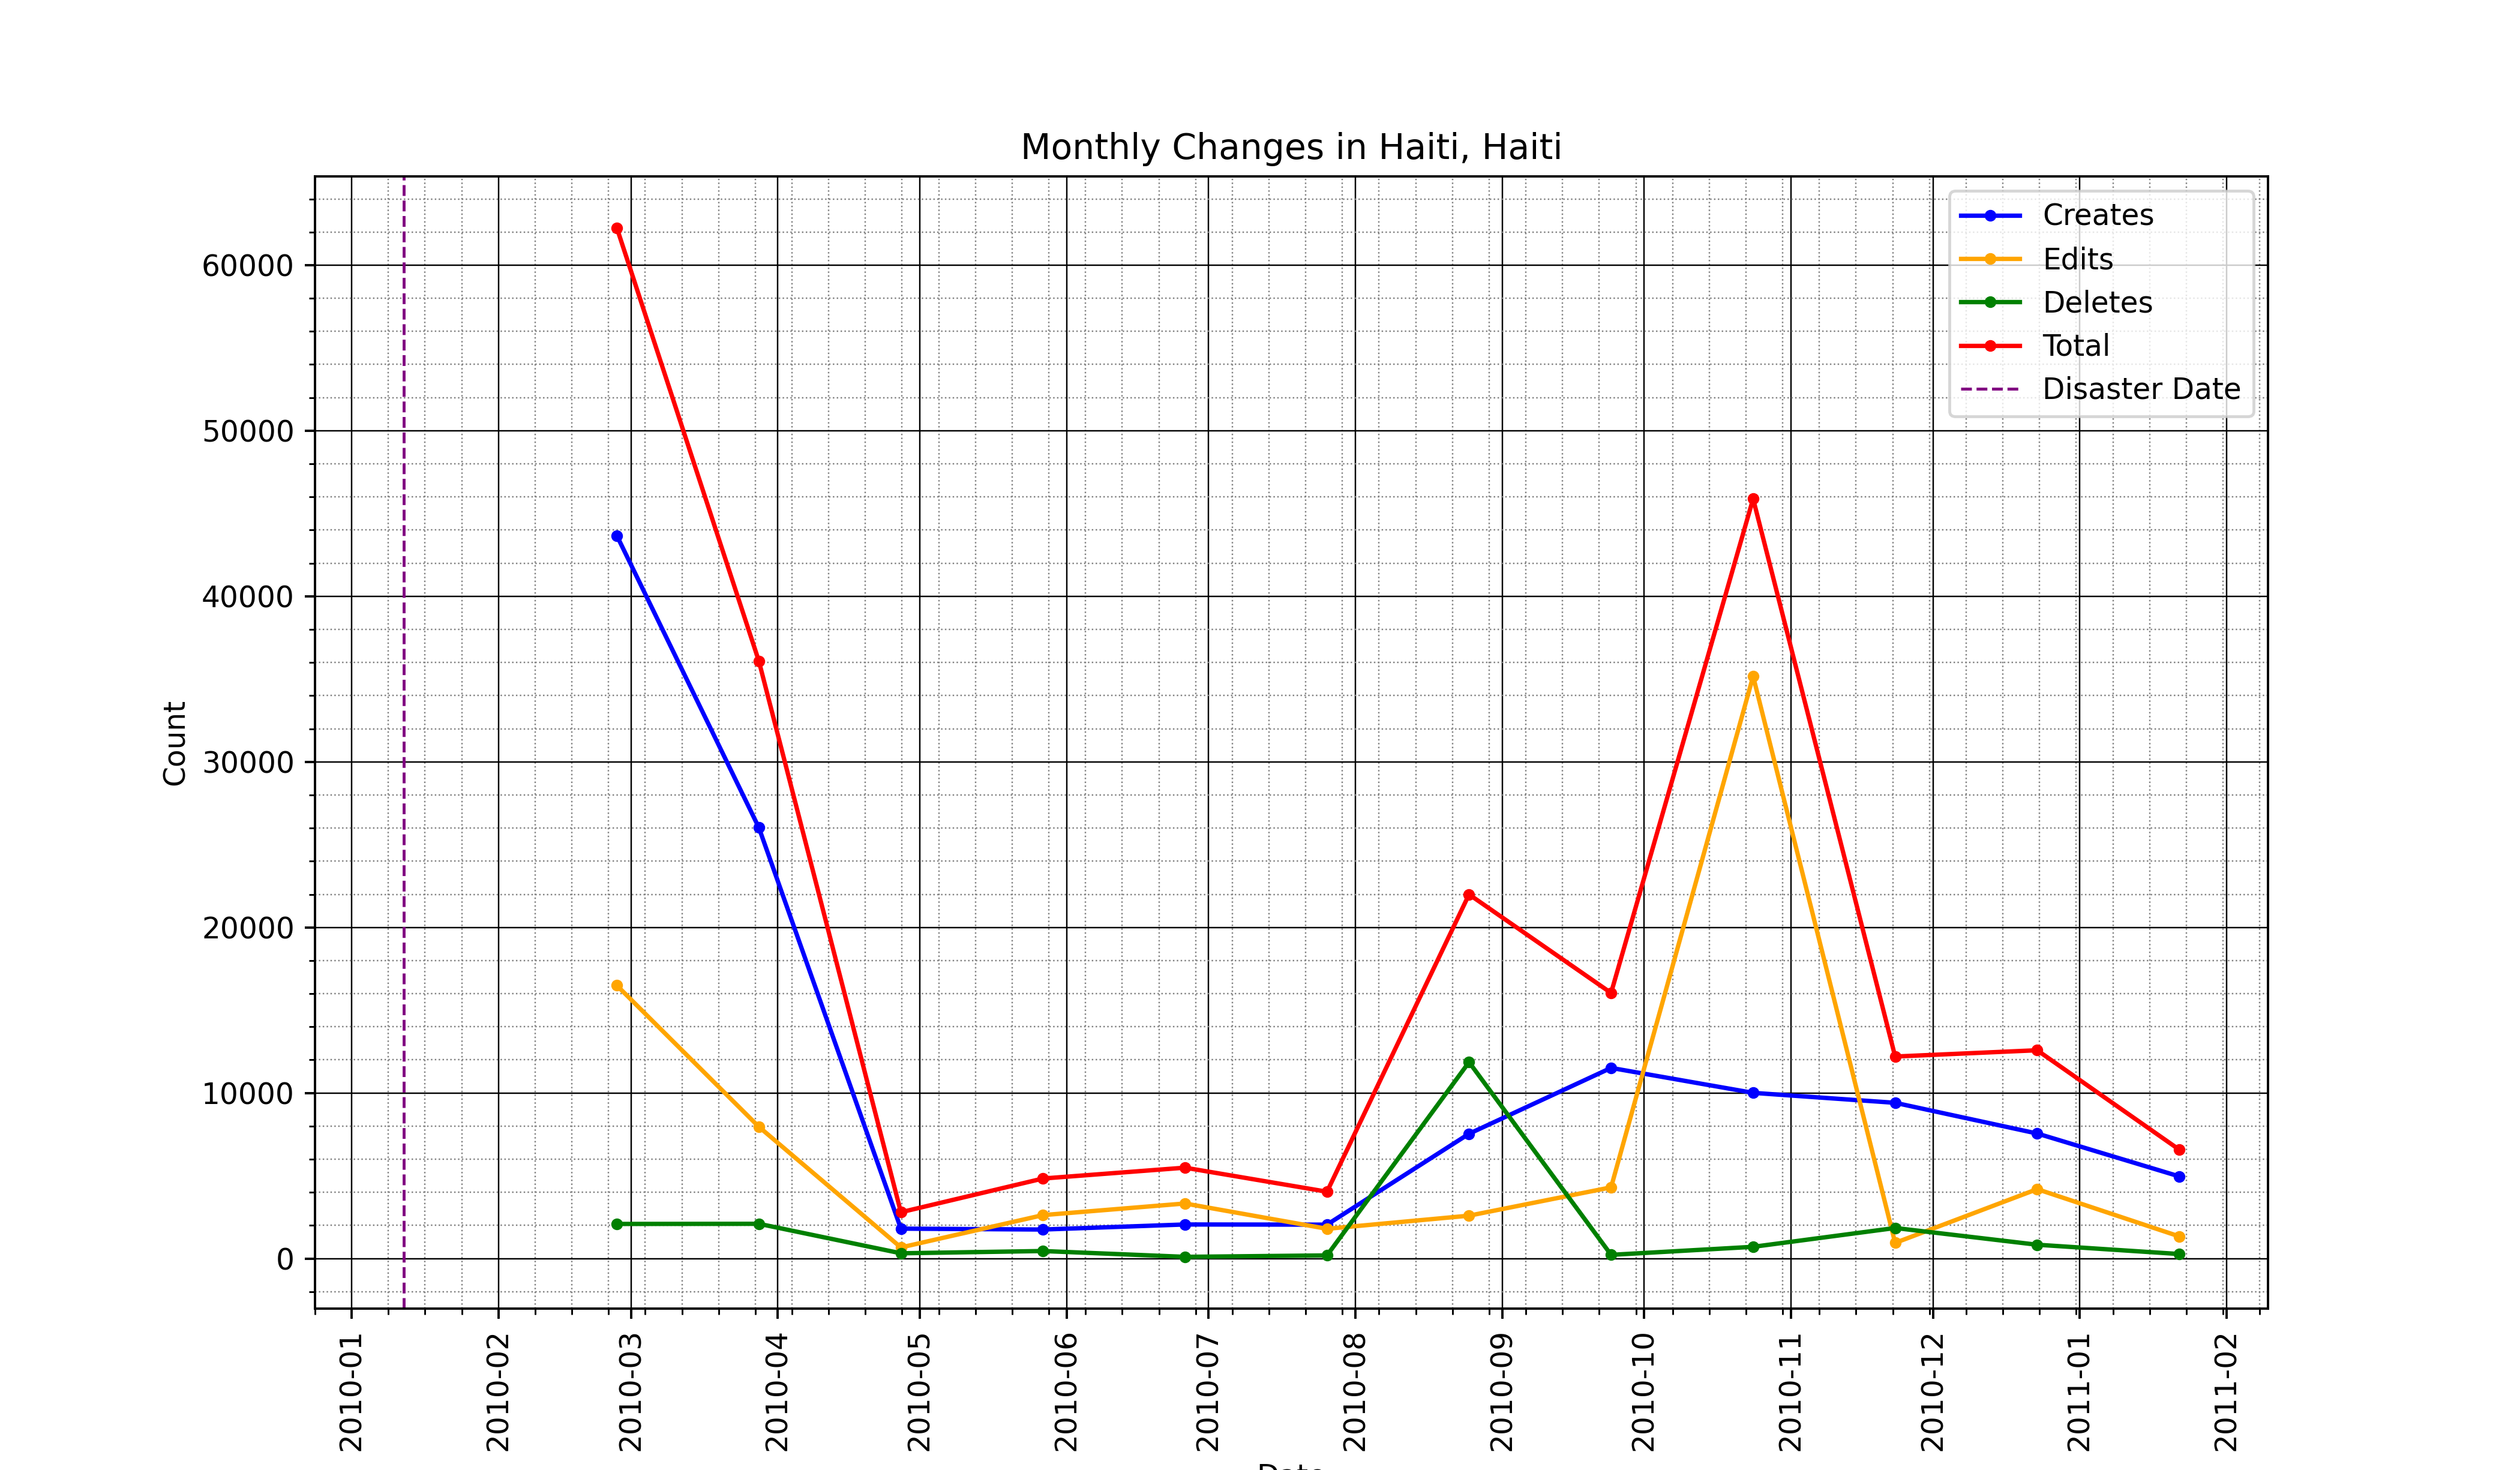 Monthly Changes in Haiti, Haiti
Creates
Edits
Deletes
Total
Disaster Date
Count
60000
50000
40000
30000
20000
10000
0
2010-01
2010-02
2010-03
2010-04
2010-05
2010-06
2010-07
2010-08
2010-09
2010-10
2010-11
2010-12
2011-01
2011-02
Date